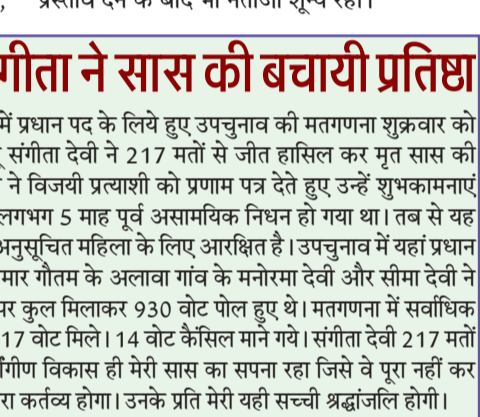 प्रस्ताव देने के बाद भी नतीजा शून्य रहा।
गीता ने सास की बचायी प्रतिष्ठा
में प्रधान पद के लिये हुए उपचुनाव की मतगणना शुक्रवार को
संगीता देवी ने 217 मतों से जीत हासिल कर मृत सास की
ने विजयी प्रत्याशी को प्रणाम पत्र देते हुए उन्हें शुभकामनाएं
लगभग 5 माह पूर्व असामयिक निधन हो गया था। तब से यह
अनुसूचित महिला के लिए आरक्षित है। उपचुनाव में यहां प्रधान
मार गौतम के अलावा गांव के मनोरमा देवी और सीमा देवी ने
पर कुल मिलाकर 930 वोट पोल हुए थे। मतगणना में सर्वाधिक
17 वोट मिले। 14 वोट कैंसिल माने गये। संगीता देवी 217 मतों
गीण विकास ही मेरी सास का सपना रहा जिसे वे पूरा नहीं कर
रा कर्तव्य होगा। उनके प्रति मेरी यही सच्ची श्रद्धांजलि होगी।